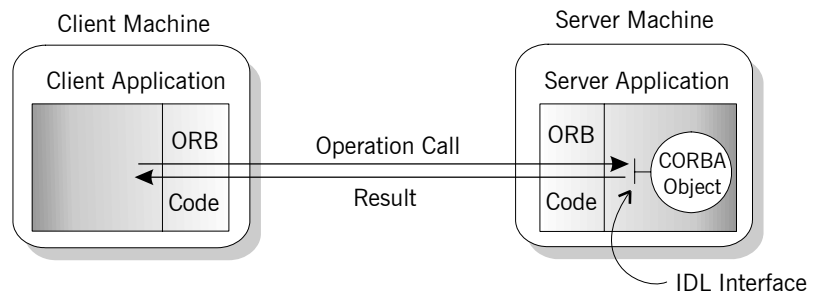 Client Machine
Server Machine
Client Application
Server Application
ORB
Code
Operation Call
Result
ORB
Code
CORBA
Object
IDL Interface